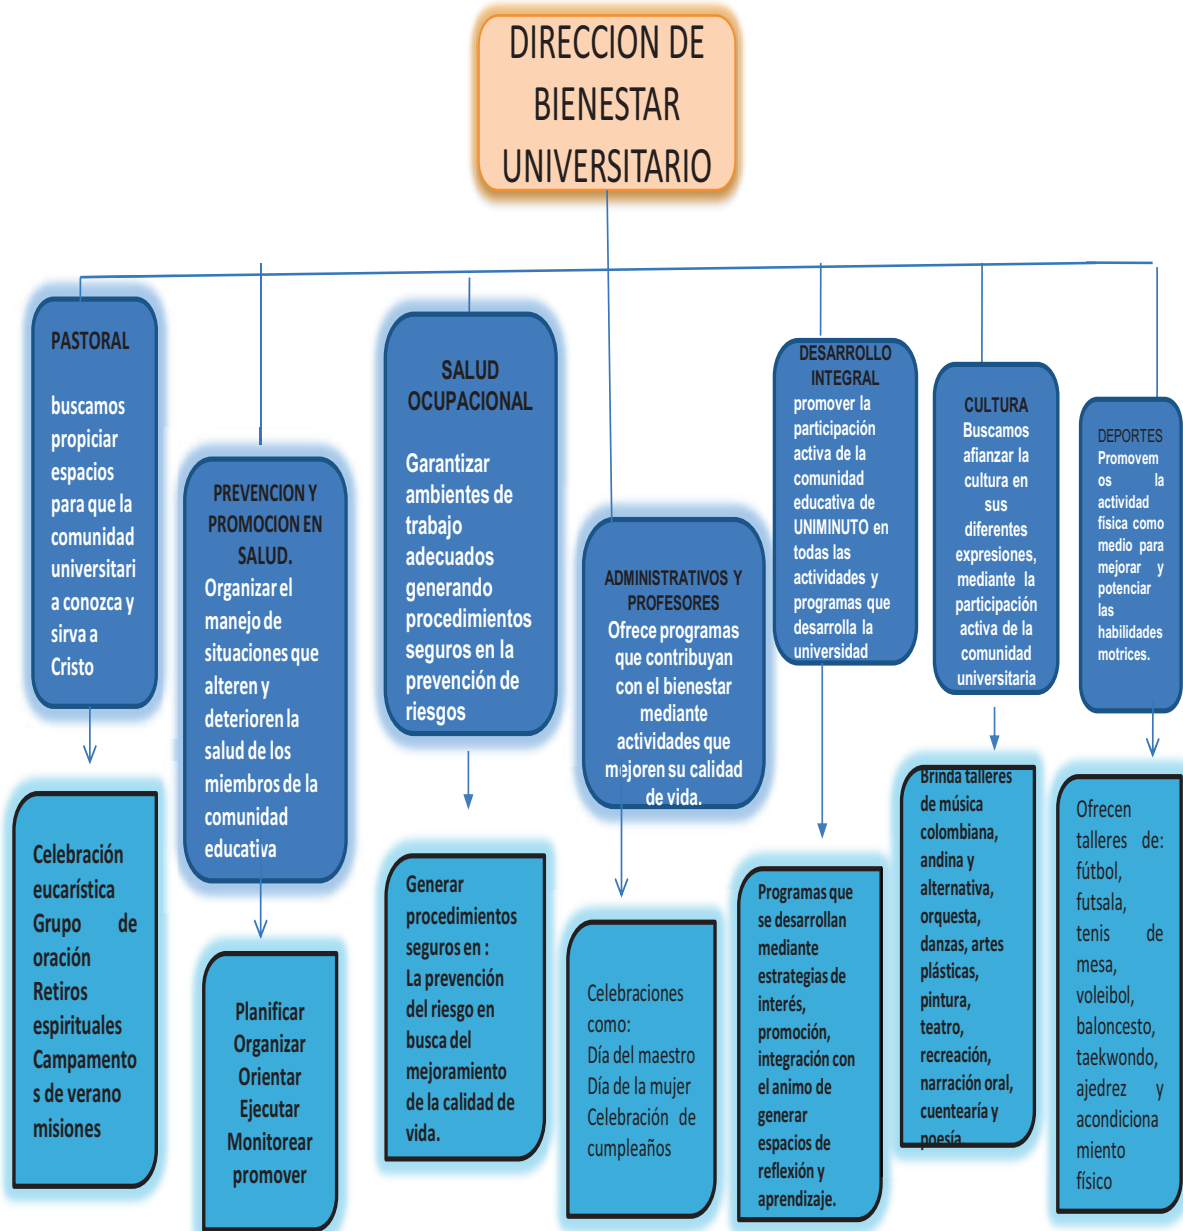 DIRECCION DE
BIENESTAR
UNIVERSITARIO
PASTORAL
buscamos
propiciar
espacios
para que la
comunidad
universitari
a conozca y
sirva a
Cristo
PREVENCION Y
PROMOCION EN
SALUD.
Organizar el
manejo de
situaciones que
alteren y
deterioren la
salud de los
miembros de la
comunidad
educativa
SALUD
OCUPACIONAL
Garantizar
ambientes de
trabajo
adecuados
generando
procedimientos
seguros en la
prevención de
riesgos
ADMINISTRATIVOS Y
PROFESORES
Ofrece programas
que contribuyan
con el bienestar
mediante
actividades que
mejoren su calidad
de vida.
DESARROLLO
INTEGRAL
promover la
participación
activa de la
comunidad
educativa de
UNIMINUTO en
todas las
actividades y
programas que
desarrolla la
universidad
CULTURA
Buscamos
afianzar la
cultura en
sus
diferentes
expresiones,
mediante la
participación
activa de la
comunidad
universitaria
DEPORTES
Promovem
os la
actividad
física como
medio para
mejorar y
potenciar
las
habilidades
motrices.
Celebración
eucarística
Grupo de
oración
Retiros
espirituales
Campamento
s de verano
misiones
Planificar
Organizar
Orientar
Ejecutar
Monitorear
promover
Generar
procedimientos
seguros en :
La prevención
del riesgo en
busca del
mejoramiento
de la calidad de
vida.
Celebraciones
como:
Día del maestro
Día de la mujer
Celebración de
cumpleaños
Programas que
se desarrollan
mediante
estrategias de
interés,
promoción,
integración con
el animo de
generar
espacios de
reflexión y
aprendizaje.
Brinda talleres
de música
colombiana,
andina y
alternativa,
orquesta,
danzas, artes
plásticas,
pintura,
teatro,
recreación,
narración oral,
cuentearía y
poesía
Ofrecen
talleres de:
fútbol,
futsala,
tenis de
mesa,
voleibol,
baloncesto,
taekwondo,
ajedrez y
acondiciona
miento
físico